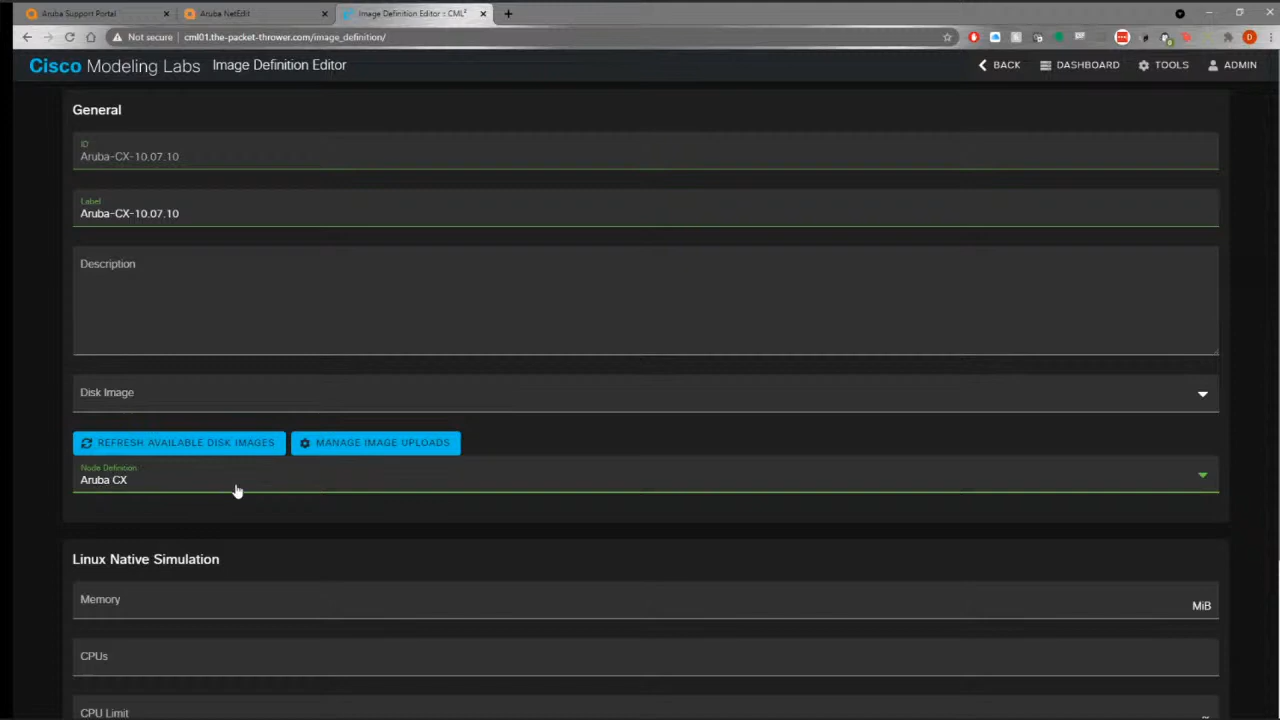 Aruba Support Portal
Aruba NetEdit
Image Definition Editor :: CML²
Not secure
cml01.the-packet-thrower.com/image_definition/
D
Cisco Modeling Labs
Image Definition Editor
BACK
DASHBOARD
TOOLS
ADMIN
General
ID
Aruba-CX-10.07.10
Label
Aruba-CX-10.07.10
Description
Disk Image
REFRESH AVAILABLE DISK IMAGES
MANAGE IMAGE UPLOADS
Node Definition
Aruba CX
Linux Native Simulation
Memory
MiB
CPUs
CPU Limit
%